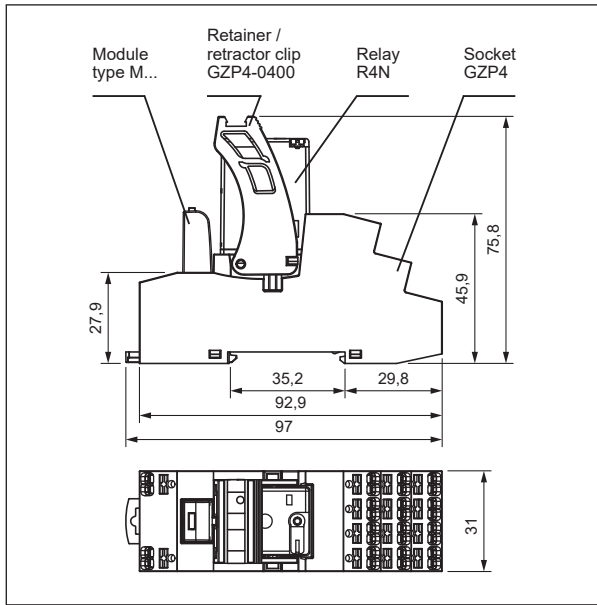 Module
type M...
Retainer /
retractor clip
GZP4-0400
Relay
R4N
Socket
GZP4
75,8
45,9
27,9
35,2
29,8
92,9
97
31